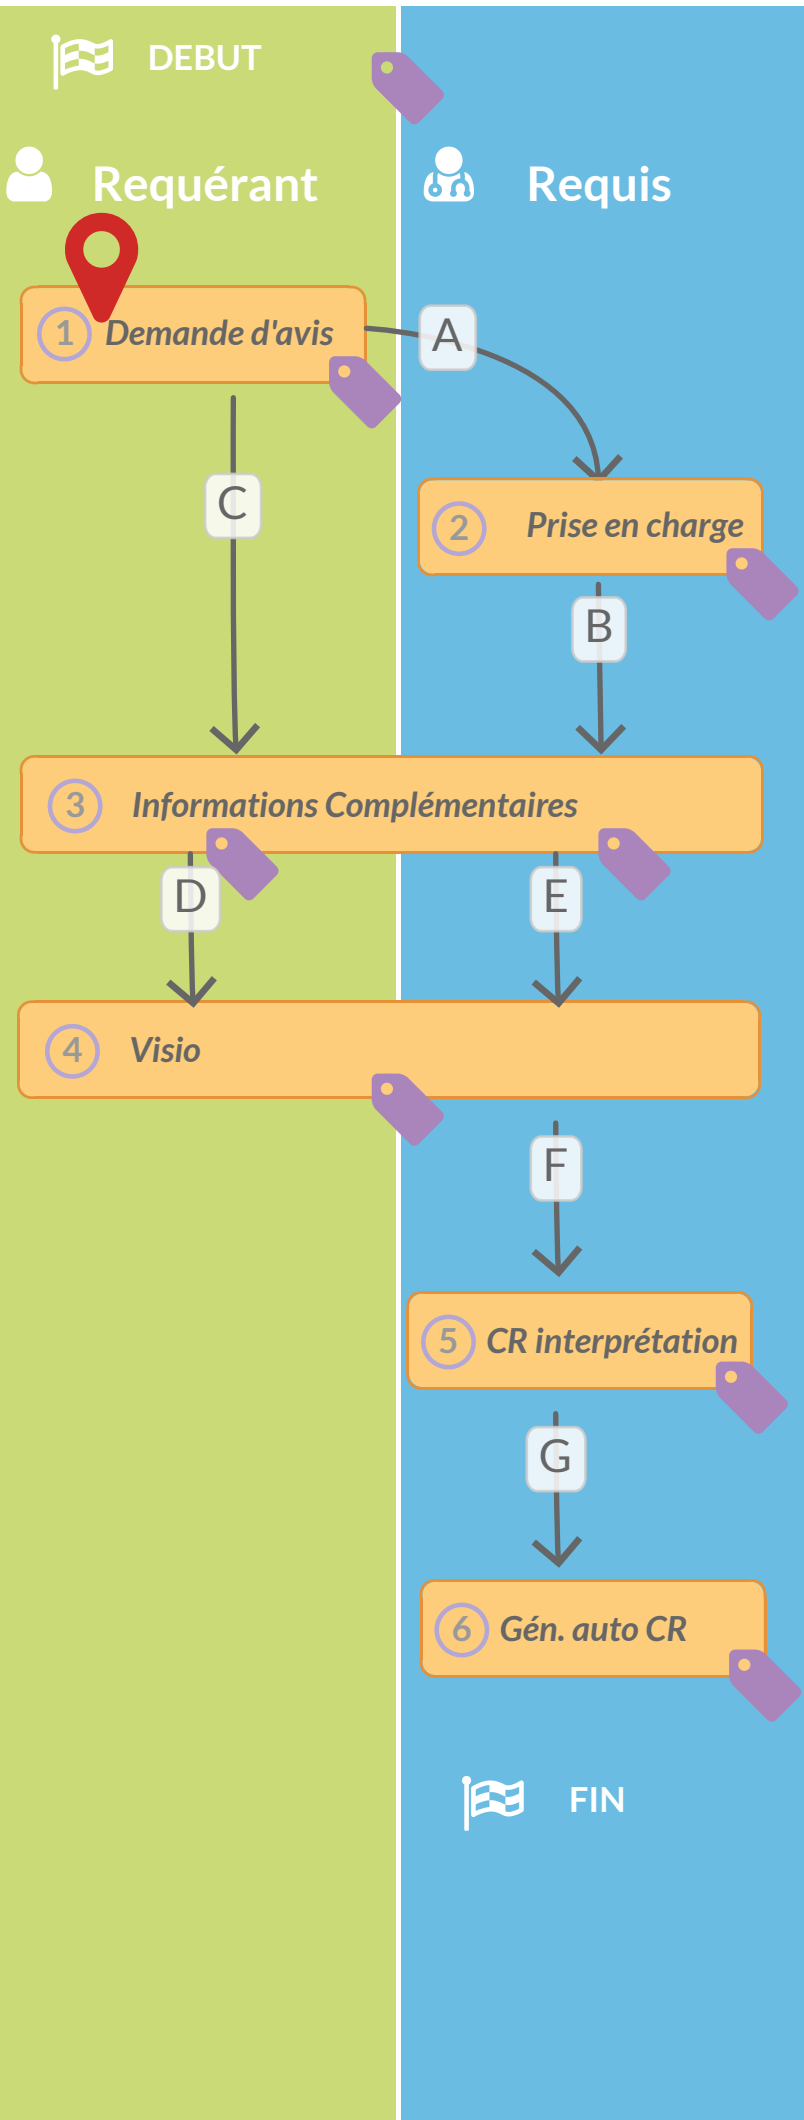 DEBUT
Requérant
Requis
1 Demande d'avis
A
C
2 Prise en charge
B
3 Informations Complémentaires
D
E
4 Visio
F
5 CR interprétation
G
6 Gén. auto CR
FIN